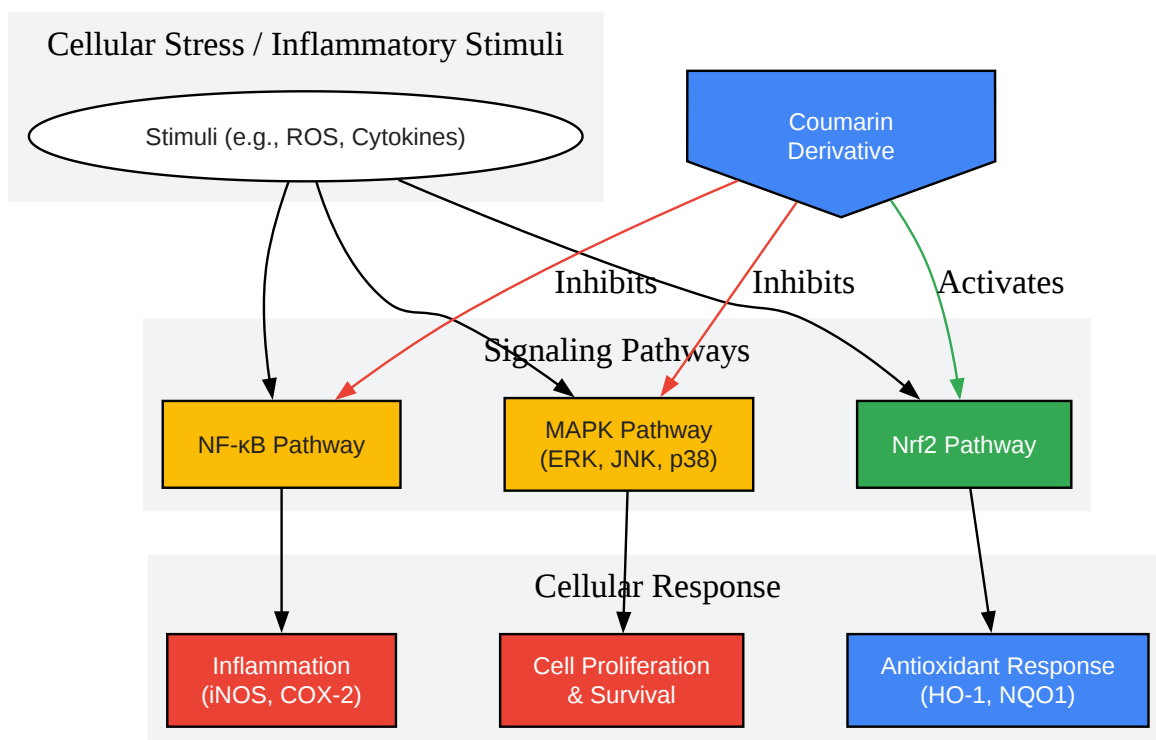 Cellular Stress / Inflammatory Stimuli
Stimuli (e.g., ROS, Cytokines)
Coumarin
Derivative
Inhibits
Inhibits
Activates
Signaling Pathways
NF-κB Pathway
MAPK Pathway
(ERK, JNK, p38)
Nrf2 Pathway
Cellular Response
Inflammation
(iNOS, COX-2)
Cell Proliferation
& Survival
Antioxidant Response
(HO-1, NQO1)